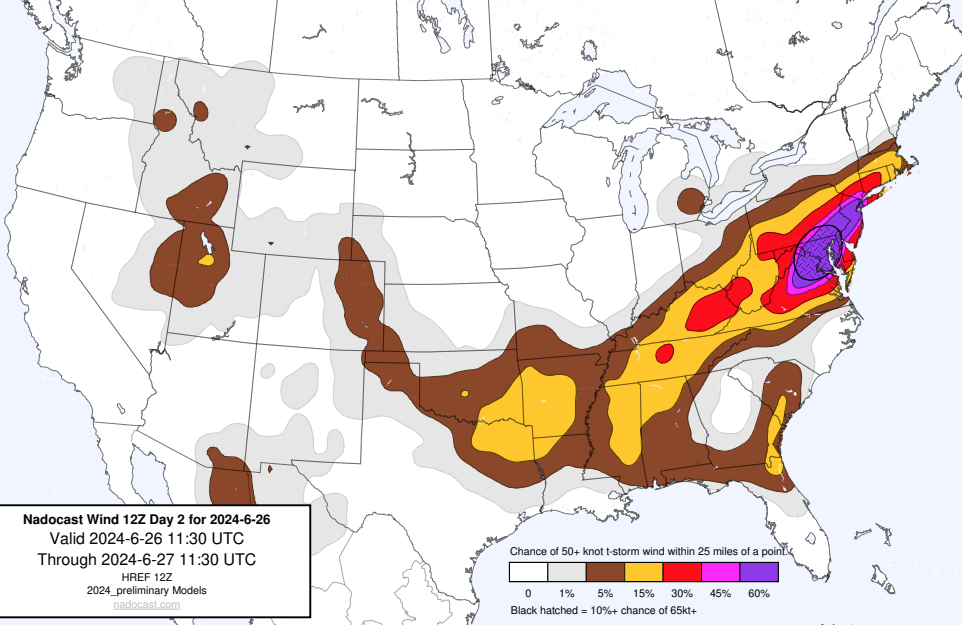 Nadocast Wind 12Z Day 2 for 2024-6-26
Valid 2024-6-26 11:30 UTC
Through 2024-6-27 11:30 UTC
HREF 12Z
2024_preliminary Models
nadocast.com
Chance of 50+ knot t-storm wind within 25 miles of a point.
0 1% 5% 15% 30% 45% 60%
Black hatched = 10%+ chance of 65kt+